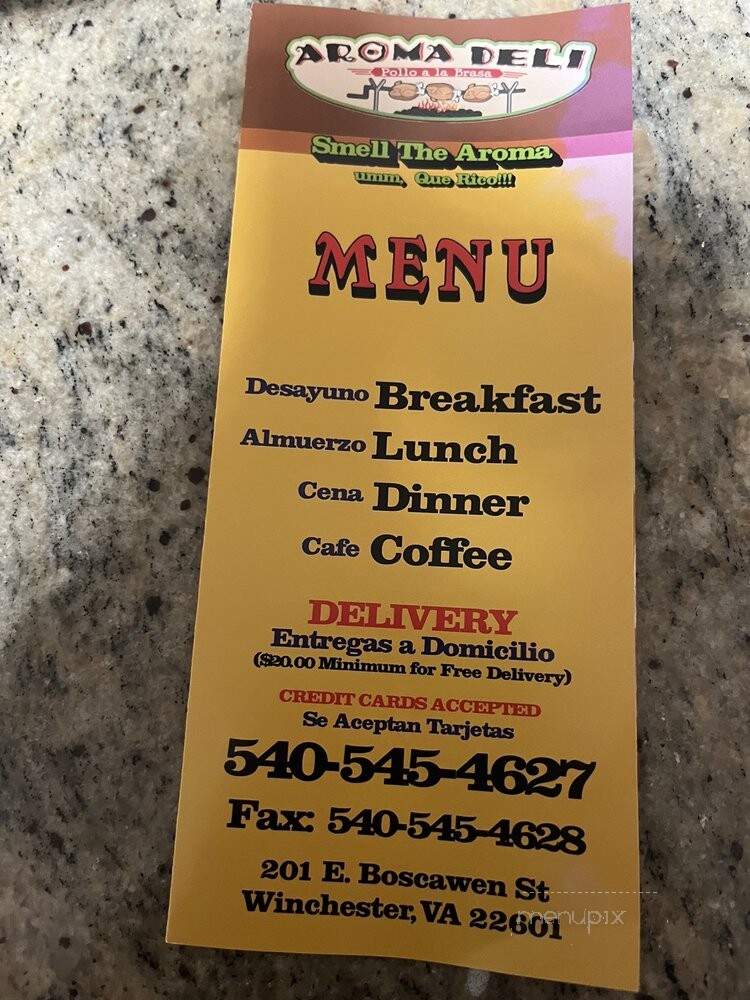 AROMA DELI
Pollo a la Brasa
Smell The Aroma
umm, Que Rico!!!
MENU
Desayuno Breakfast
Almuerzo Lunch
Cena Dinner
Cafe Coffee
DELIVERY
Entregas a Domicilio
($20.00 Minimum for Free Delivery)
CREDIT CARDS ACCEPTED
Se Aceptan Tarjetas
540-545-4627
Fax: 540-545-4628
201 E. Boscawen St
Winchester, VA 22601
menupix